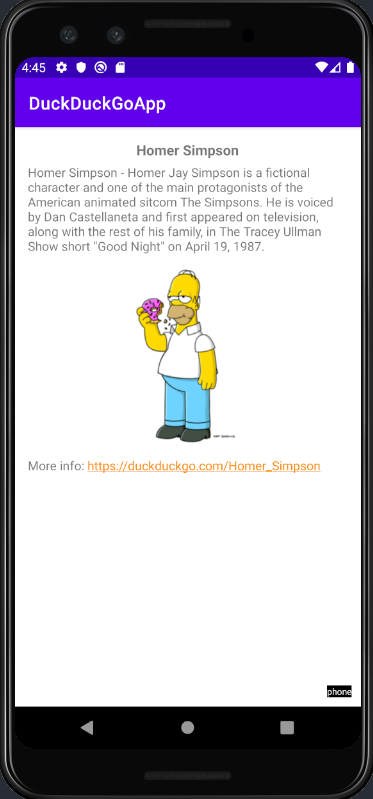 4:45
DuckDuckGoApp
Homer Simpson
Homer Simpson - Homer Jay Simpson is a fictional
character and one of the main protagonists of the
American animated sitcom The Simpsons. He is voiced
by Dan Castellaneta and first appeared on television,
along with the rest of his family, in The Tracey Ullman
Show short "Good Night" on April 19, 1987.
More info: https://duckduckgo.com/Homer_Simpson
phone